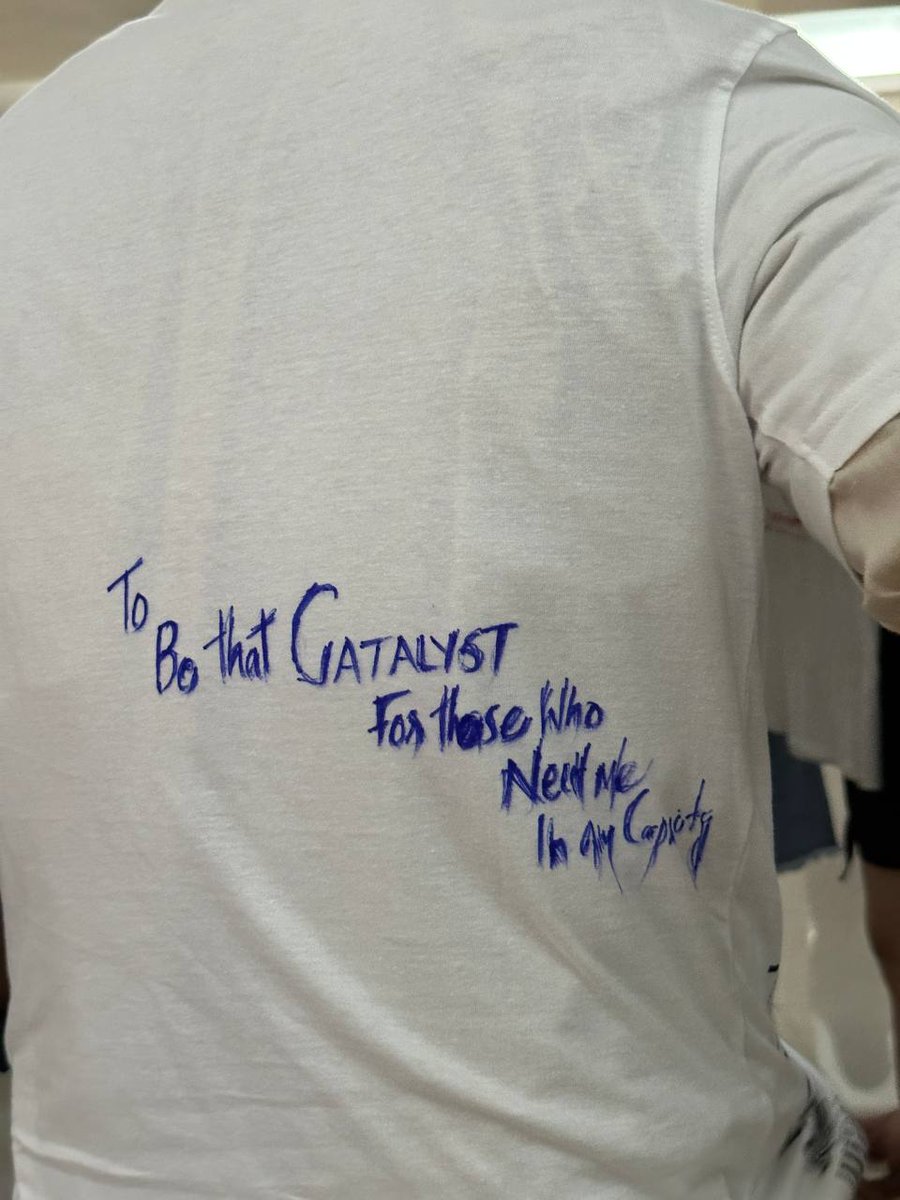 To
Be that CATALYST
For those Who
Need Me
In any Capacity